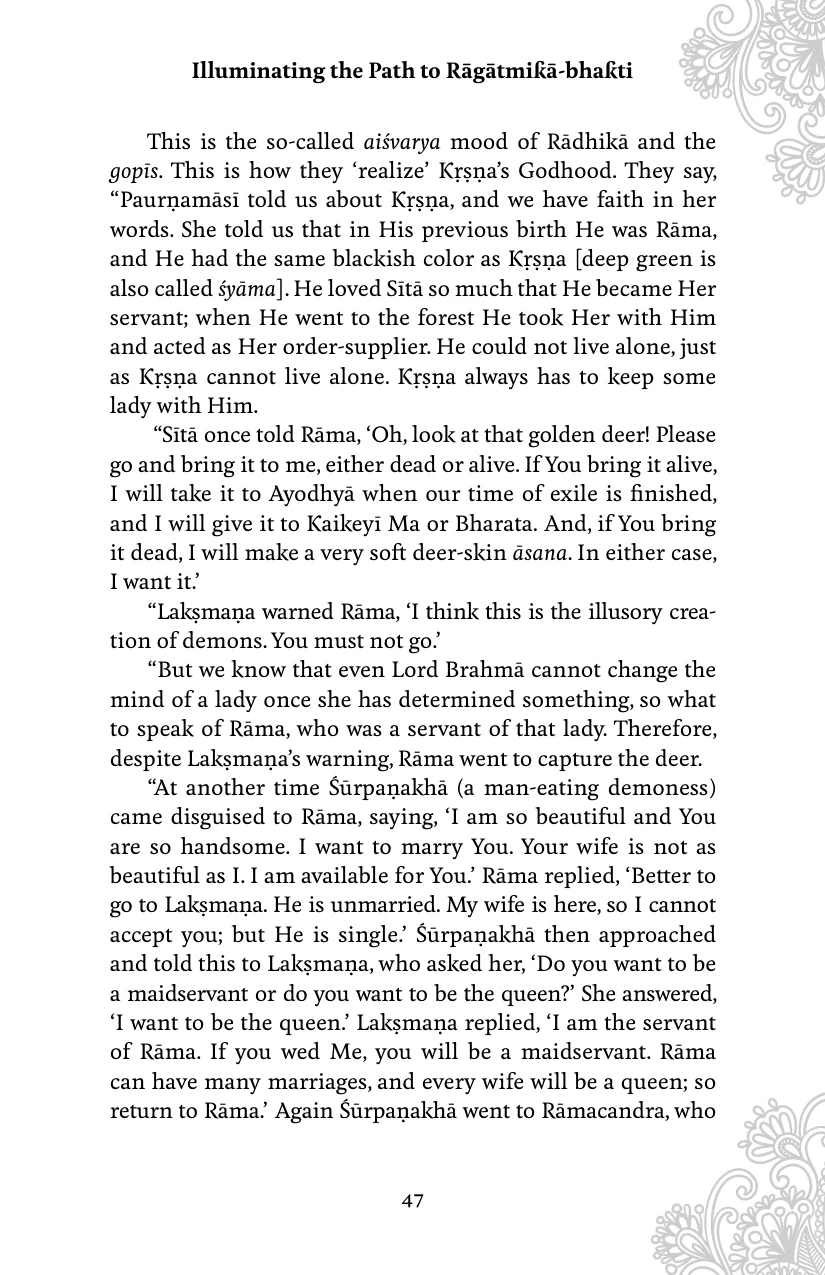 Illuminating the Path to Rāgātmikā-bhakti
This is the so-called aiśvarya mood of Rādhikā and the
gopīs. This is how they ‘realize’ Kṛṣṇa’s Godhood. They say,
“Paurṇamāsī told us about Kṛṣṇa, and we have faith in her
words. She told us that in His previous birth He was Rāma,
and He had the same blackish color as Kṛṣṇa [deep green is
also called śyāma]. He loved Sītā so much that He became Her
servant; when He went to the forest He took Her with Him
and acted as Her order-supplier. He could not live alone, just
as Kṛṣṇa cannot live alone. Kṛṣṇa always has to keep some
lady with Him.
“Sītā once told Rāma, ‘Oh, look at that golden deer! Please
go and bring it to me, either dead or alive. If You bring it alive,
I will take it to Ayodhyā when our time of exile is finished,
and I will give it to Kaikeyī Ma or Bharata. And, if You bring
it dead, I will make a very soft deer-skin āsana. In either case,
I want it.’
“Lakṣmaṇa warned Rāma, ‘I think this is the illusory crea-
tion of demons. You must not go.’
“But we know that even Lord Brahmā cannot change the
mind of a lady once she has determined something, so what
to speak of Rāma, who was a servant of that lady. Therefore,
despite Lakṣmaṇa’s warning, Rāma went to capture the deer.
“At another time Śūrpaṇakhā (a man-eating demoness)
came disguised to Rāma, saying, ‘I am so beautiful and You
are so handsome. I want to marry You. Your wife is not as
beautiful as I. I am available for You.’ Rāma replied, ‘Better to
go to Lakṣmaṇa. He is unmarried. My wife is here, so I cannot
accept you; but He is single.’ Śūrpaṇakhā then approached
and told this to Lakṣmaṇa, who asked her, ‘Do you want to be
a maidservant or do you want to be the queen?’ She answered,
‘I want to be the queen.’ Lakṣmaṇa replied, ‘I am the servant
of Rāma. If you wed Me, you will be a maidservant. Rāma
can have many marriages, and every wife will be a queen; so
return to Rāma.’ Again Śūrpaṇakhā went to Rāmacandra, who
47